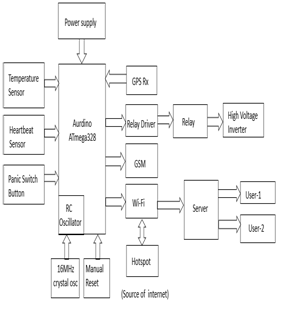 Power supply
Temperature
Sensor
Aurdino
ATmega328
GPS Rx
Heartbeat
Sensor
Relay Driver
Relay
High Voltage
Inverter
Panic Switch
Button
GSM
RC
Oscillator
Wi-Fi
Server
User-1
User-2
16MHz
crystal osc
Manual
Reset
Hotspot
(Source of internet)